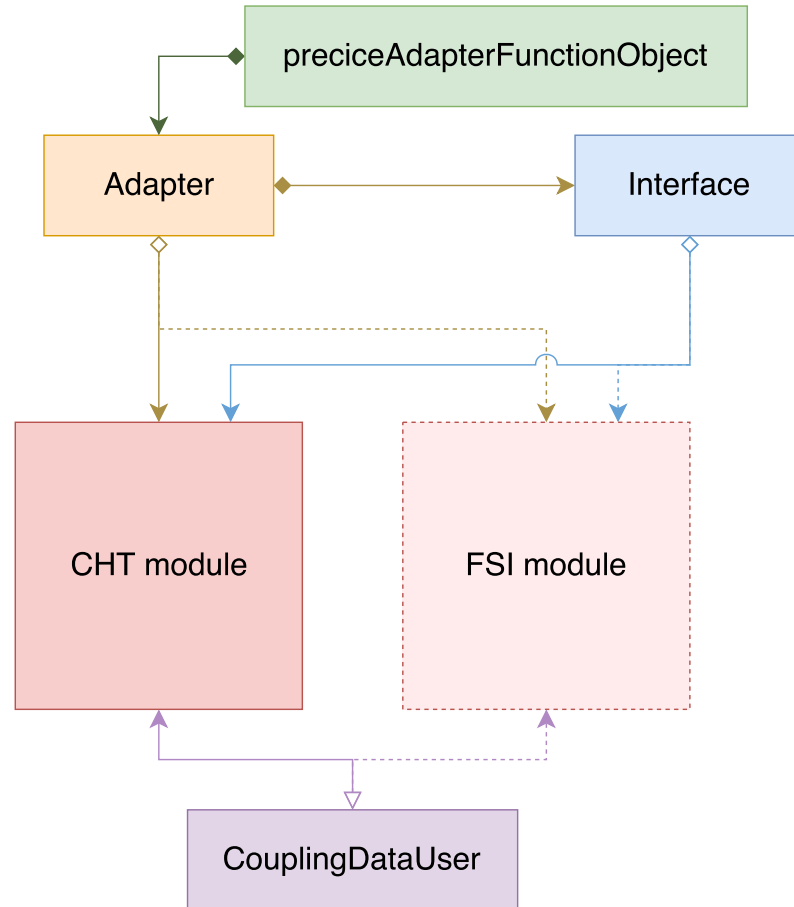 preciceAdapterFunctionObject
Adapter
Interface
CHT module
FSI module
CouplingDataUser